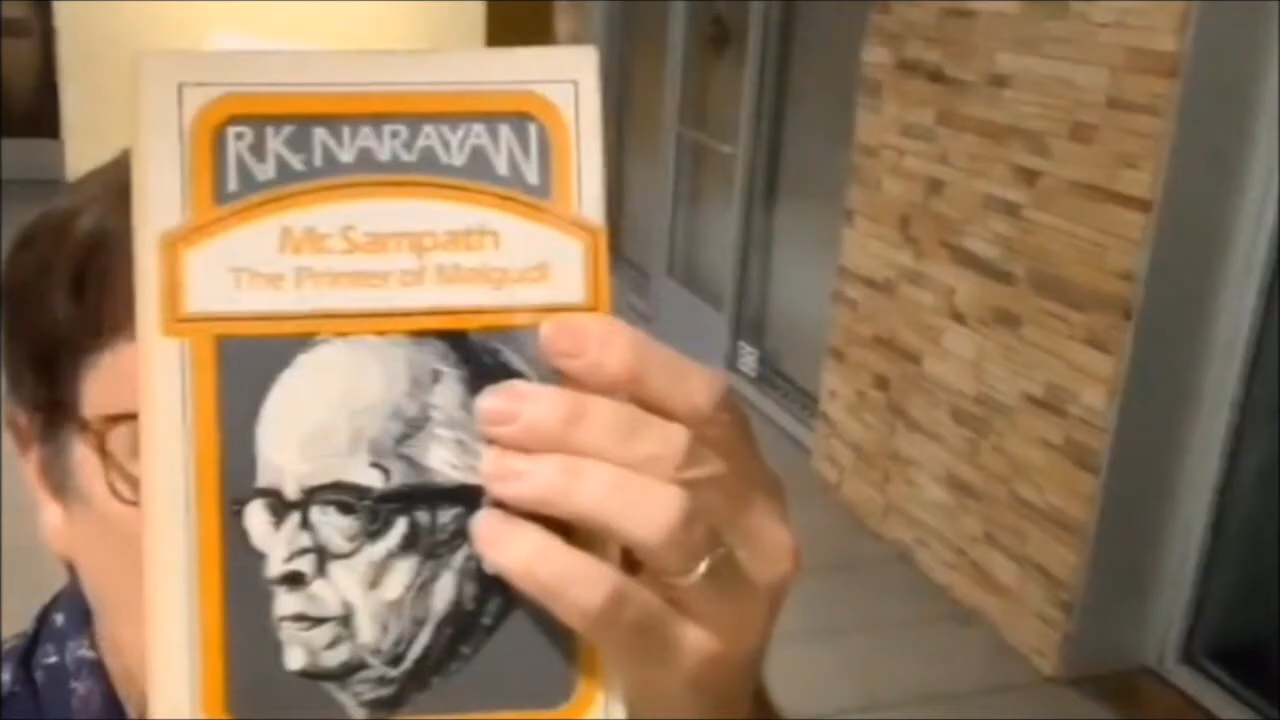 R.K. NARAYAN
Mr. Sampath
The Printer of Malgudi